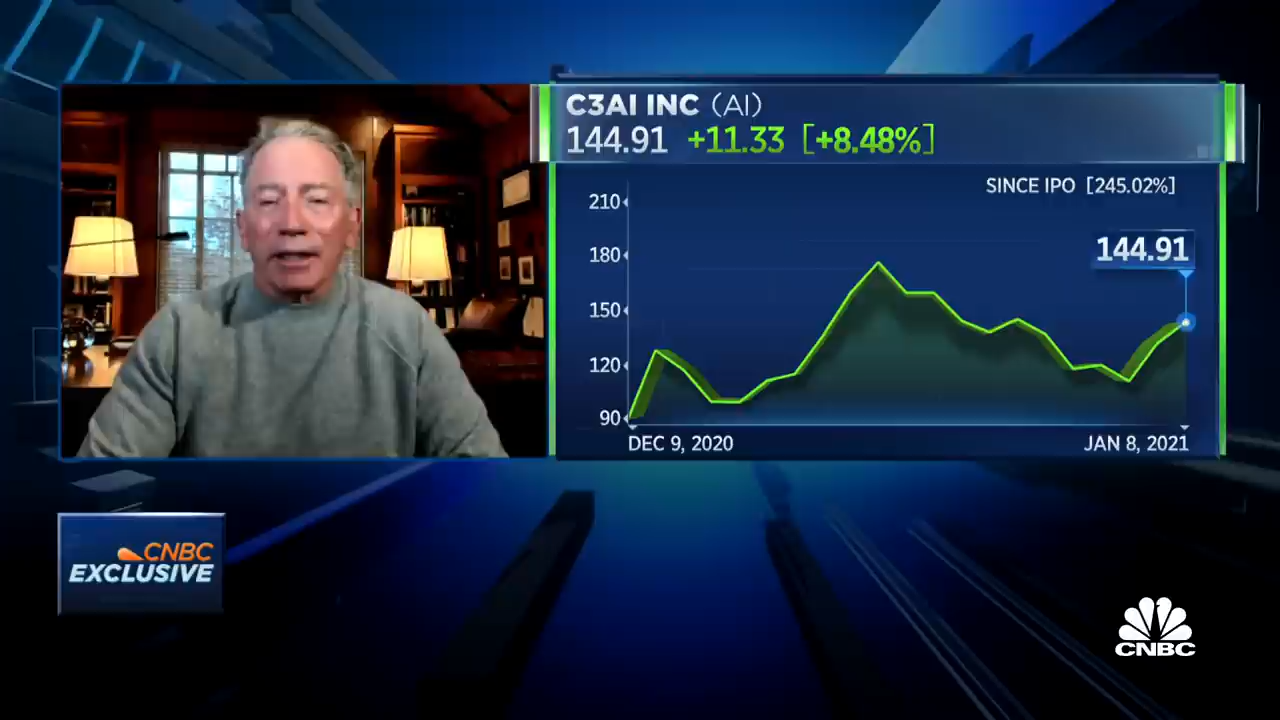 C3AI INC (AI)
144.91 +11.33 [+8.48%]
SINCE IPO [245.02%]
210
180
150
120
90
144.91
DEC 9, 2020
JAN 8, 2021
CNBC
EXCLUSIVE
CNBC